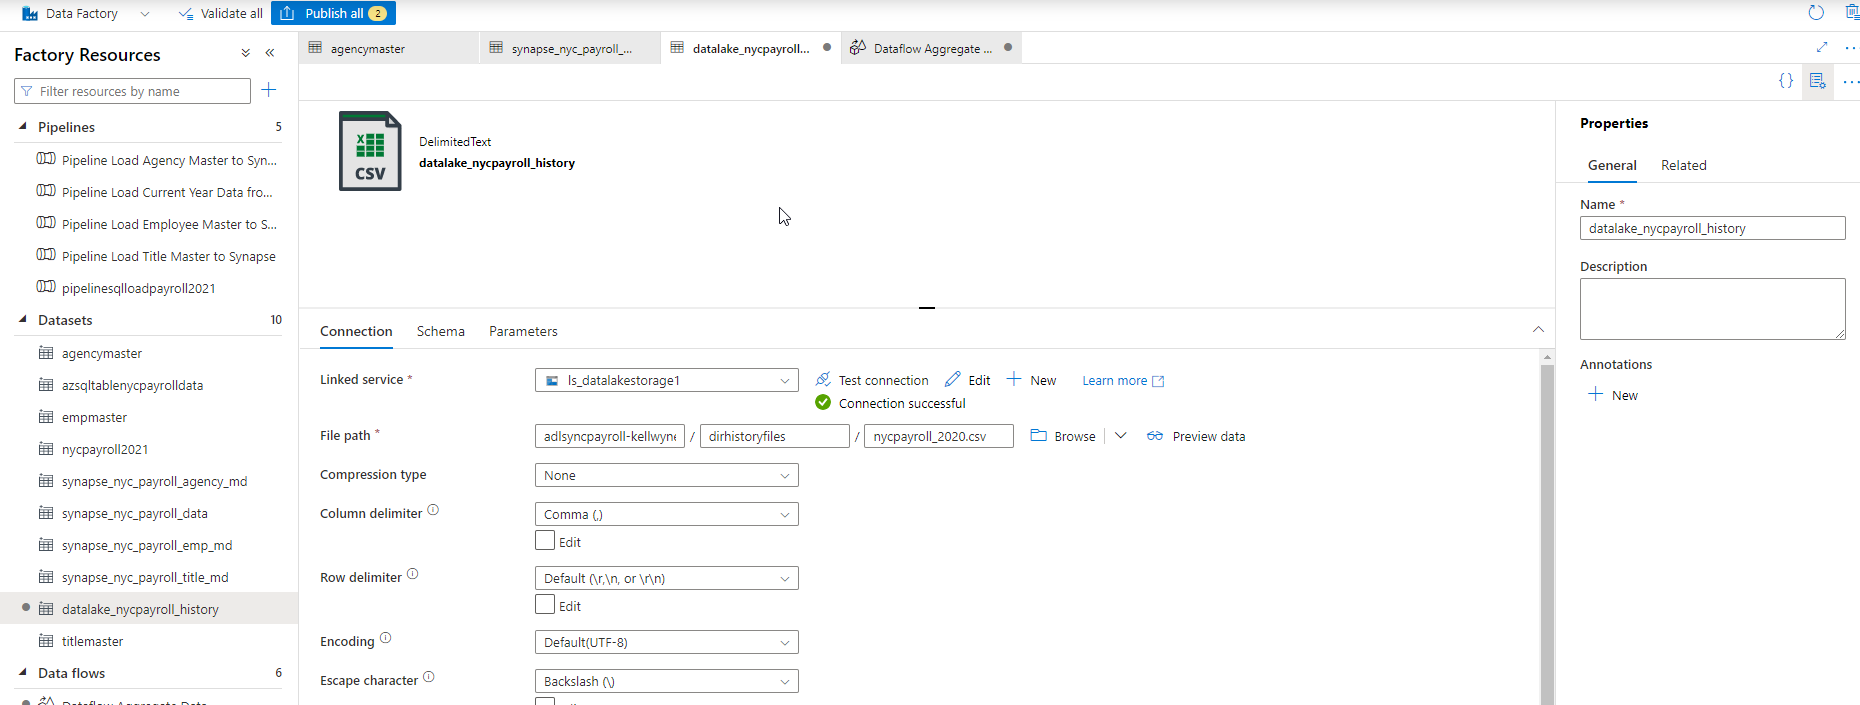 Data Factory
Validate all
Publish all 2
Factory Resources
Filter resources by name
Pipelines 5
Pipeline Load Agency Master to Syn...
Pipeline Load Current Year Data fro...
Pipeline Load Employee Master to S...
Pipeline Load Title Master to Synapse
pipelinesqlloadpayroll2021
Datasets 10
agencymaster
azsqltablenycpayrolldata
empmaster
nycpayroll2021
synapse_nyc_payroll_agency_md
synapse_nyc_payroll_data
synapse_nyc_payroll_emp_md
synapse_nyc_payroll_title_md
datalake_nycpayroll_history
titlemaster
Data flows 6
Dataflow Aggregate Data
agencymaster
synapse_nyc_payroll_...
datalake_nycpayroll...
Dataflow Aggregate ...
{}
X
CSV
DelimitedText
datalake_nycpayroll_history
Connection Schema Parameters
Linked service *
ls_datalakestorage1
Test connection Edit New Learn more
Connection successful
File path *
adlsyncpayroll-kellwyne / dirhistoryfiles / nycpayroll_2020.csv
Browse Preview data
Compression type
None
Column delimiter
Comma (,)
Edit
Row delimiter
Default (\r,\n, or \r\n)
Edit
Encoding
Default(UTF-8)
Escape character
Backslash (\)
Properties
General Related
Name *
datalake_nycpayroll_history
Description
Annotations
New